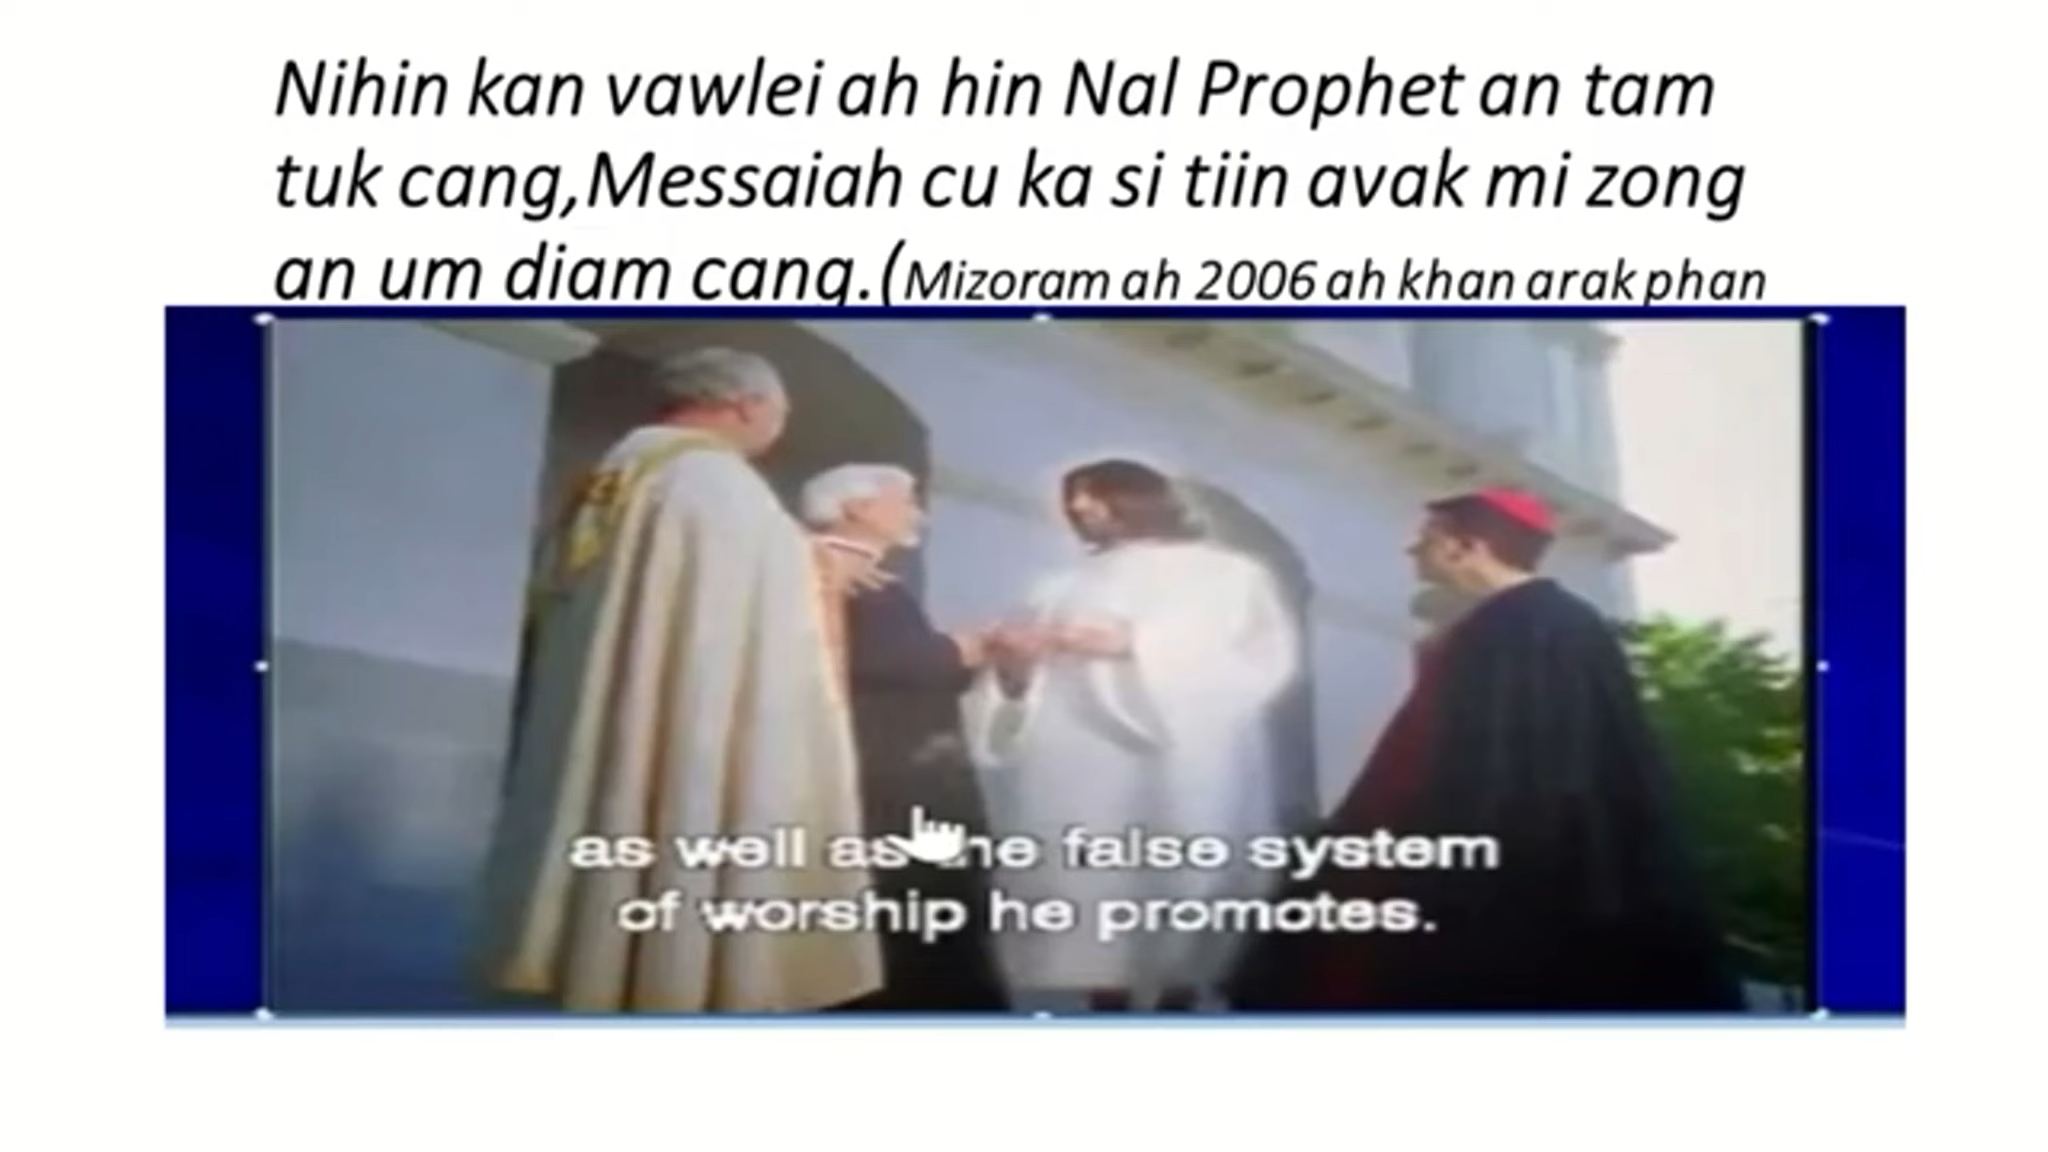 Nihin kan vawlei ah hin Nal Prophet an tam
tuk cang,Messaiah cu ka si tiin avak mi zong
an um diam cang.(Mizoram ah 2006 ah khan arak phan
as well as he false system
of worship he promotes.